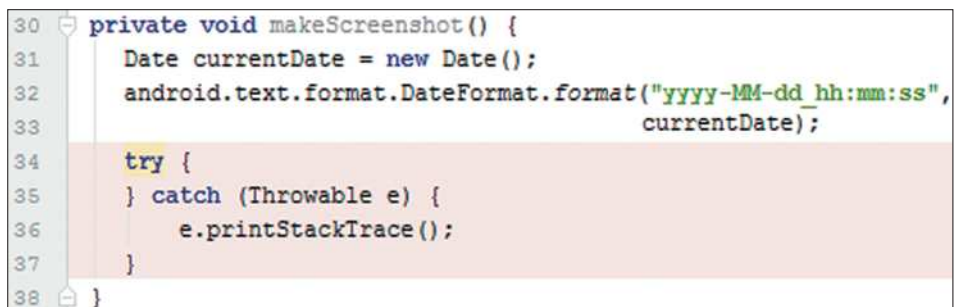 30 private void makeScreenshot() {
31 Date currentDate = new Date();
32 android.text.format.DateFormat.format("yyyy-MM-dd_hh:mm:ss",
33 currentDate);
34 try {
35 } catch (Throwable e) {
36 e.printStackTrace();
37 }
38 }